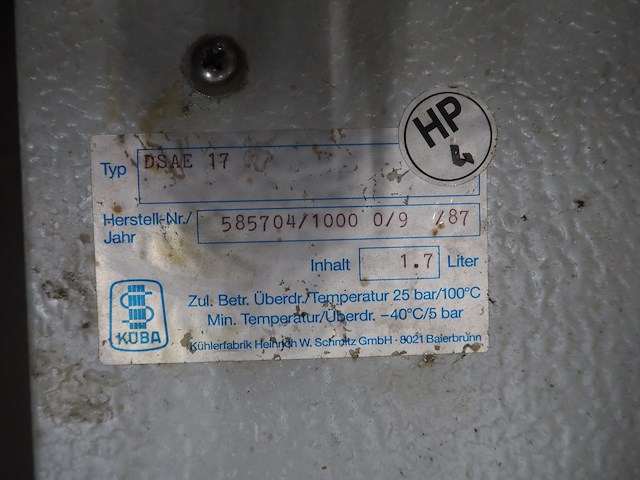 HP
Typ DSAE 17
Herstell-Nr./
Jahr 585704/1000 0/9 /87
Inhalt 1.7 Liter
Zul. Betr. Überdr./Temperatur 25 bar/100°C
Min. Temperatur/Überdr. −40°C/5 bar
KÜBA
Kühlerfabrik Heinrich W. Schmitz GmbH · 8021 Baierbrunn